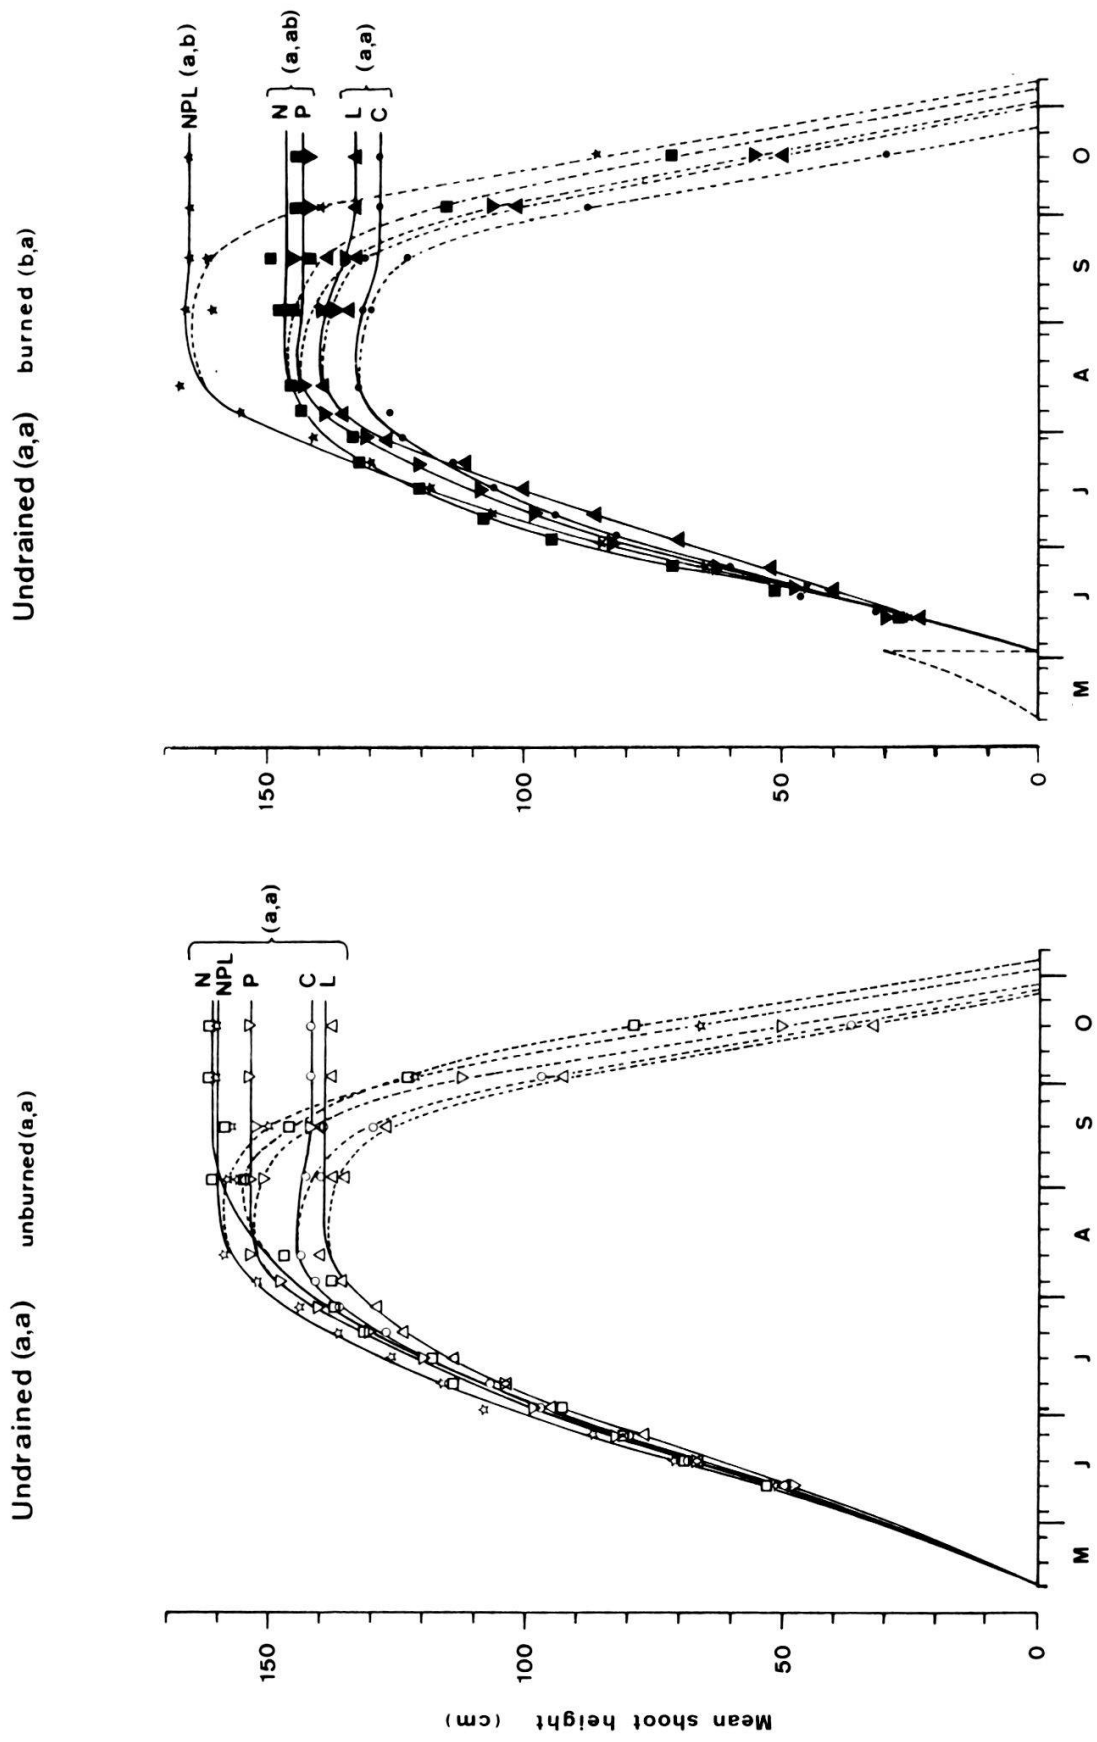 Undrained (a,a) unburned (a,a)
Undrained (a,a) burned (b,a)
Mean shoot height (cm)
150
100
50
0
N
NPL
P
C
L
(a,a)
M J J A S O
150
100
50
0
NPL (a,b)
N
P
(a,ab)
L
C
(a,a)
M J J A S O